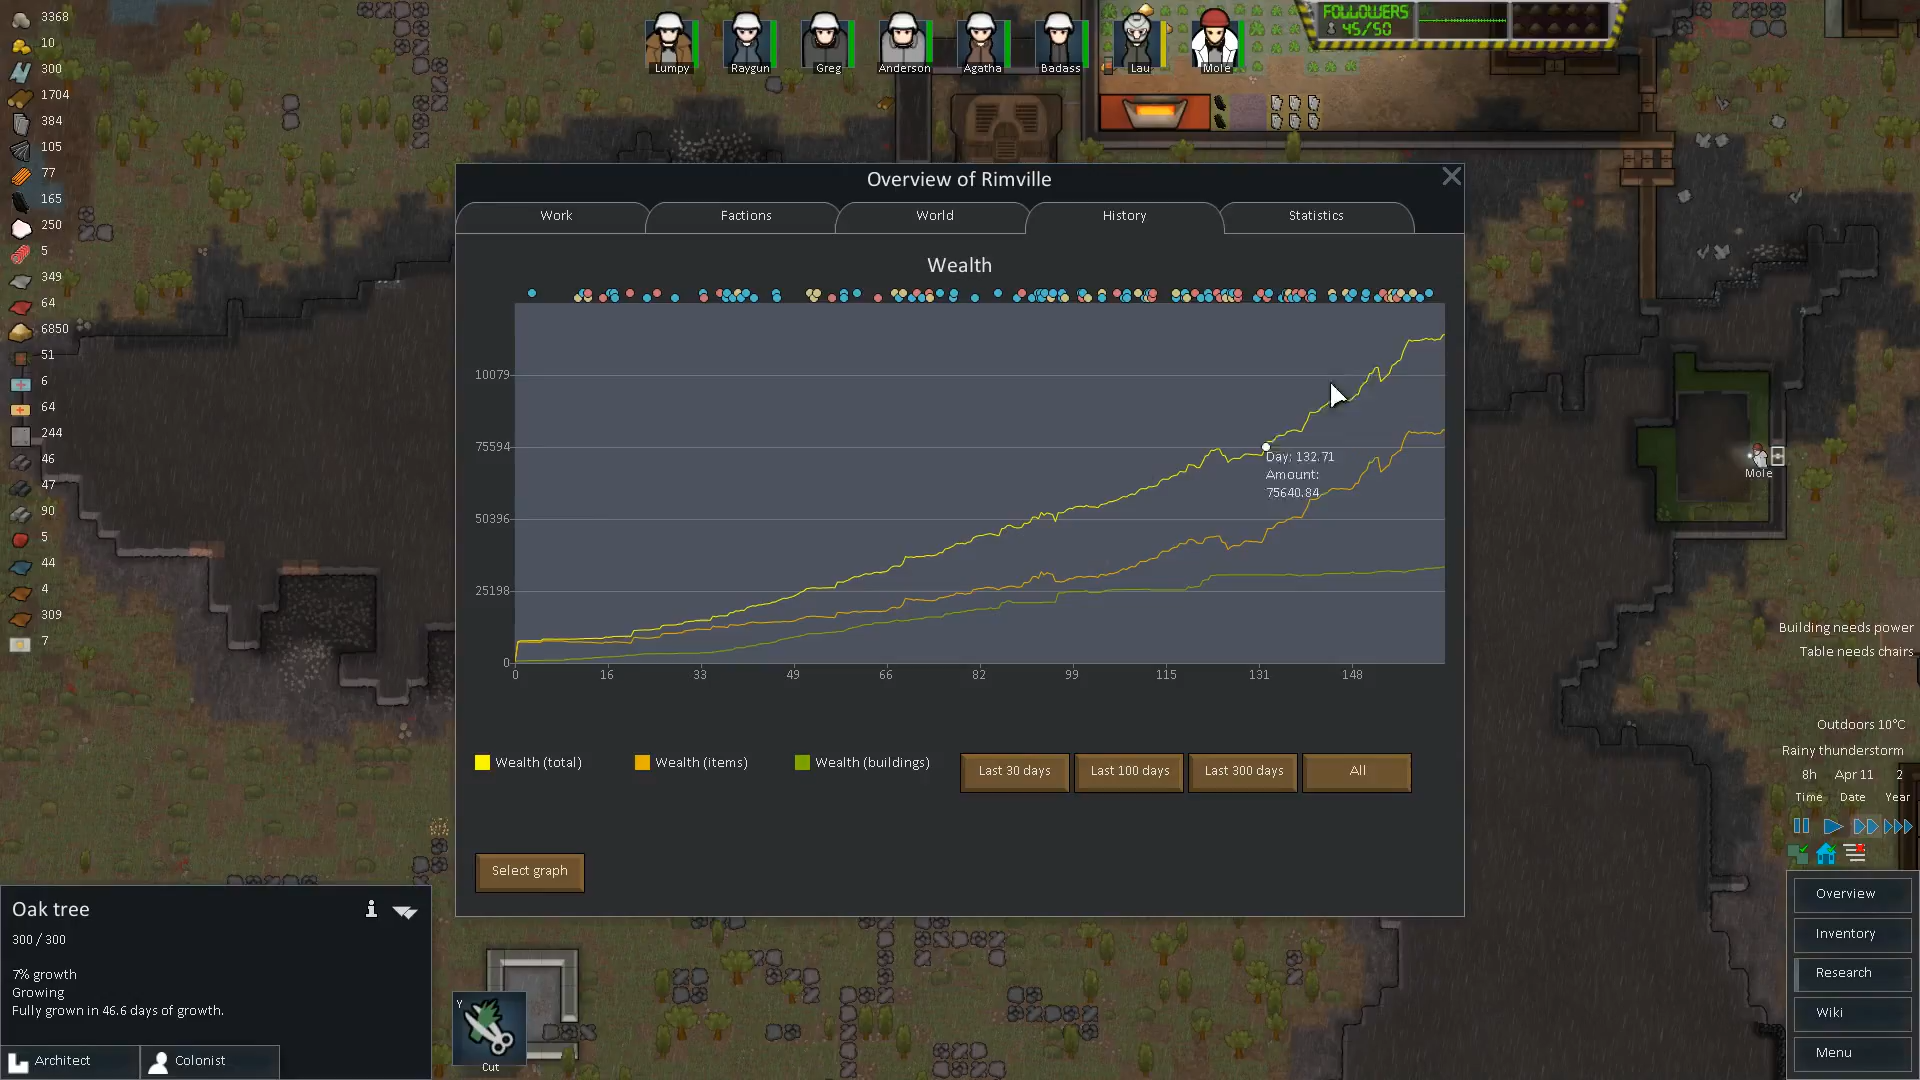 3368
10
300
1704
384
105
77
165
250
5
349
64
6850
51
6
64
244
46
47
90
5
44
4
309
7
Lumpy
Raygun
Greg
Anderson
Agatha
Badass
Lau
Mole
FOLLOWERS
45/50
Overview of Rimville
Work
Factions
World
History
Statistics
Wealth
10079
75594
50396
25198
0
Day: 132.71
Amount:
75640.84
0
16
33
49
66
82
99
115
131
148
Wealth (total)
Wealth (items)
Wealth (buildings)
Last 30 days
Last 100 days
Last 300 days
All
Select graph
Mole
Building needs power
Table needs chairs
Outdoors 10°C
Rainy thunderstorm
8h Apr 11 2
Time Date Year
Overview
Inventory
Research
Wiki
Menu
Oak tree
300 / 300
7% growth
Growing
Fully grown in 46.6 days of growth.
Architect
Colonist
Y
Cut